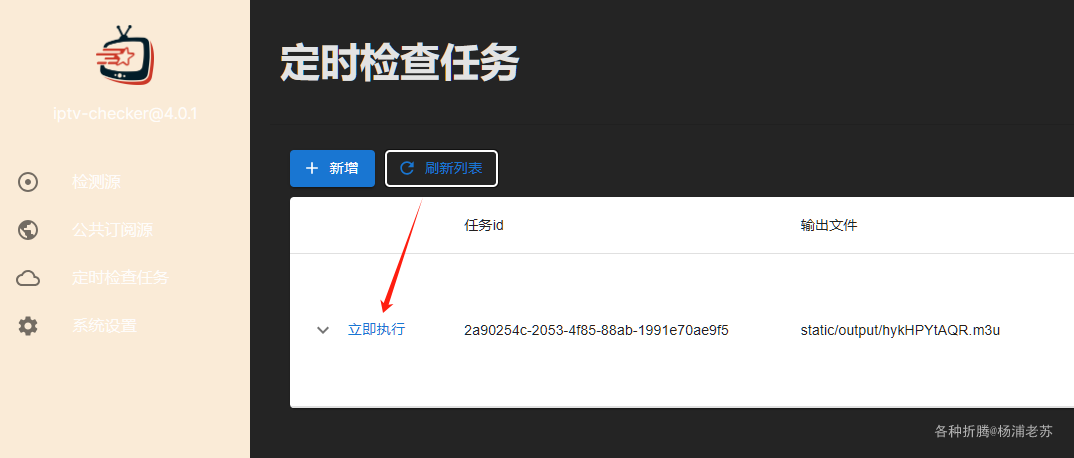 iptv-checker@4.0.1
检测源
公共订阅源
定时检查任务
系统设置
定时检查任务
新增
刷新列表
任务id
输出文件
立即执行
2a90254c-2053-4f85-88ab-1991e70ae9f5
static/output/hykHPYtAQR.m3u
各种折腾@杨浦老苏